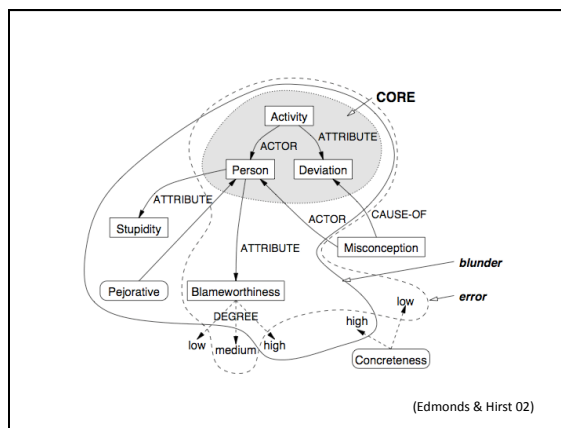 CORE
Activity
ACTOR
ATTRIBUTE
Person
Deviation
ATTRIBUTE
ACTOR
CAUSE-OF
Stupidity
ATTRIBUTE
Misconception
blunder
Pejorative
Blameworthiness
error
low
DEGREE
high
low
medium
high
Concreteness
(Edmonds & Hirst 02)